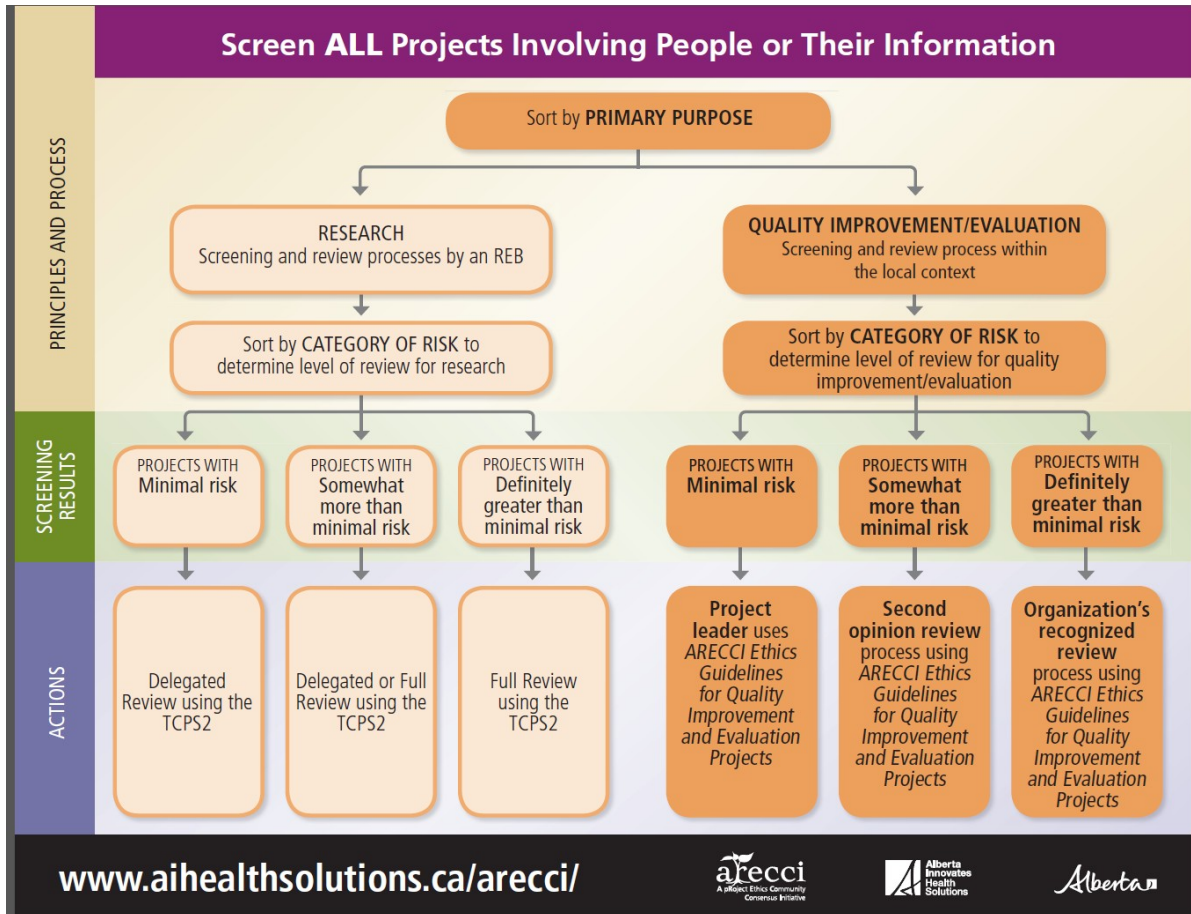 Screen ALL Projects Involving People or Their Information
PRINCIPLES AND PROCESS
Sort by PRIMARY PURPOSE
RESEARCH
Screening and review processes by an REB
QUALITY IMPROVEMENT/EVALUATION
Screening and review process within
the local context
Sort by CATEGORY OF RISK to
determine level of review for research
Sort by CATEGORY OF RISK to
determine level of review for quality
improvement/evaluation
SCREENING
RESULTS
PROJECTS WITH
Minimal risk
PROJECTS WITH
Somewhat
more than
minimal risk
PROJECTS WITH
Definitely
greater than
minimal risk
PROJECTS WITH
Minimal risk
PROJECTS WITH
Somewhat
more than
minimal risk
PROJECTS WITH
Definitely
greater than
minimal risk
ACTIONS
Delegated
Review using the
TCPS2
Delegated or Full
Review using the
TCPS2
Full Review
using the
TCPS2
Project
leader uses
ARECCI Ethics
Guidelines
for Quality
Improvement
and Evaluation
Projects
Second
opinion review
process using
ARECCI Ethics
Guidelines
for Quality
Improvement
and Evaluation
Projects
Organization's
recognized
review
process using
ARECCI Ethics
Guidelines
for Quality
Improvement
and Evaluation
Projects
www.aihealthsolutions.ca/arecci/
arecci
A pRoject Ethics Community
Consensus Initiative
Alberta
Innovates
Health
Solutions
Alberta